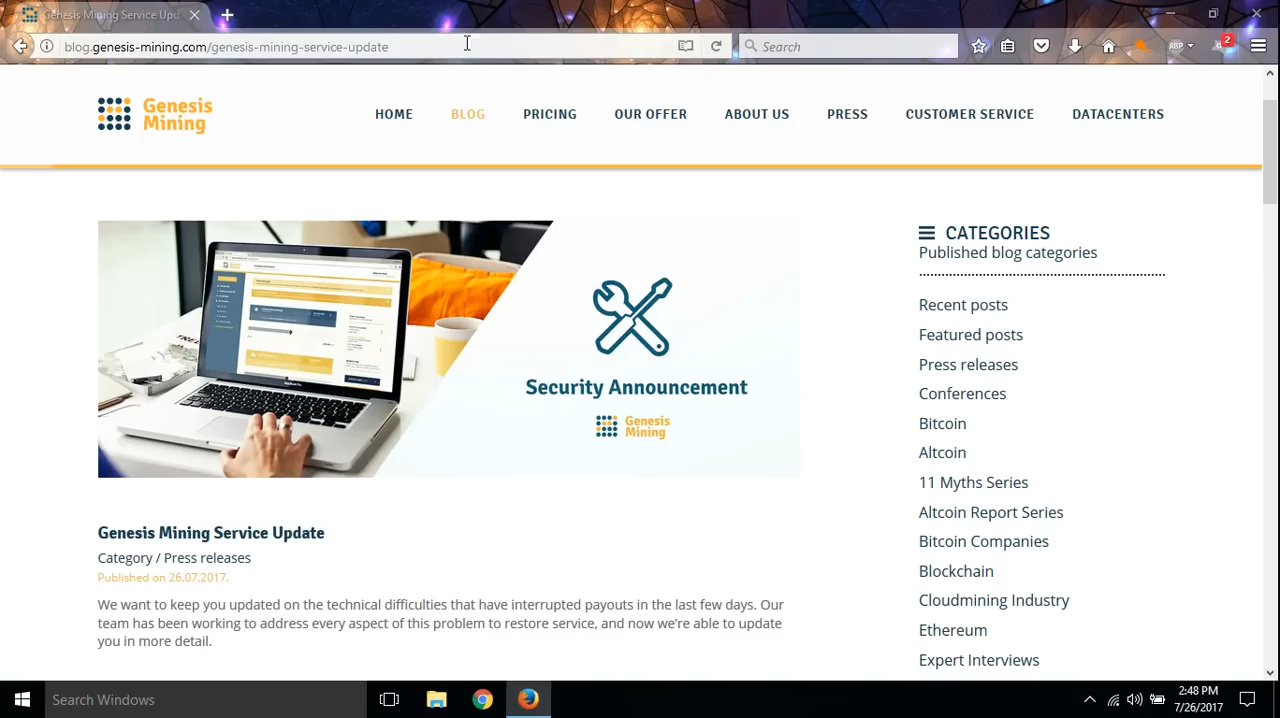 Genesis Mining Service Upd
blog.genesis-mining.com/genesis-mining-service-update
Search
ABP
2
Genesis
Mining
HOME
BLOG
PRICING
OUR OFFER
ABOUT US
PRESS
CUSTOMER SERVICE
DATACENTERS
Security Announcement
Genesis
Mining
Genesis Mining Service Update
Category / Press releases
Published on 26.07.2017.
We want to keep you updated on the technical difficulties that have interrupted payouts in the last few days. Our
team has been working to address every aspect of this problem to restore service, and now we're able to update
you in more detail.
CATEGORIES
Published blog categories
Recent posts
Featured posts
Press releases
Conferences
Bitcoin
Altcoin
11 Myths Series
Altcoin Report Series
Bitcoin Companies
Blockchain
Cloudmining Industry
Ethereum
Expert Interviews
Search Windows
2:48 PM
7/26/2017